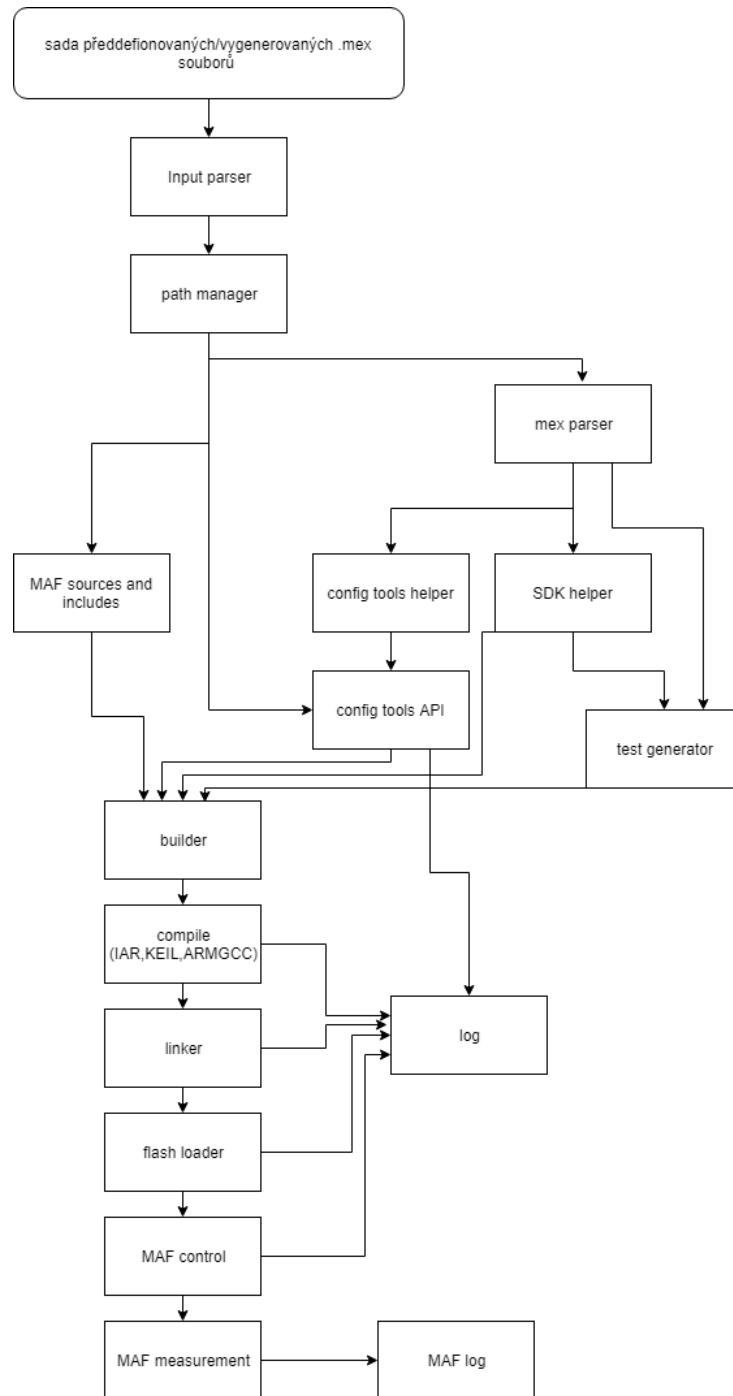 sada předdefionovaných/vygenerovaných .mex
souborů
Input parser
path manager
mex parser
MAF sources and
includes
config tools helper
SDK helper
config tools API
test generator
builder
compile
(IAR,KEIL,ARMGCC)
log
linker
flash loader
MAF control
MAF measurement
MAF log